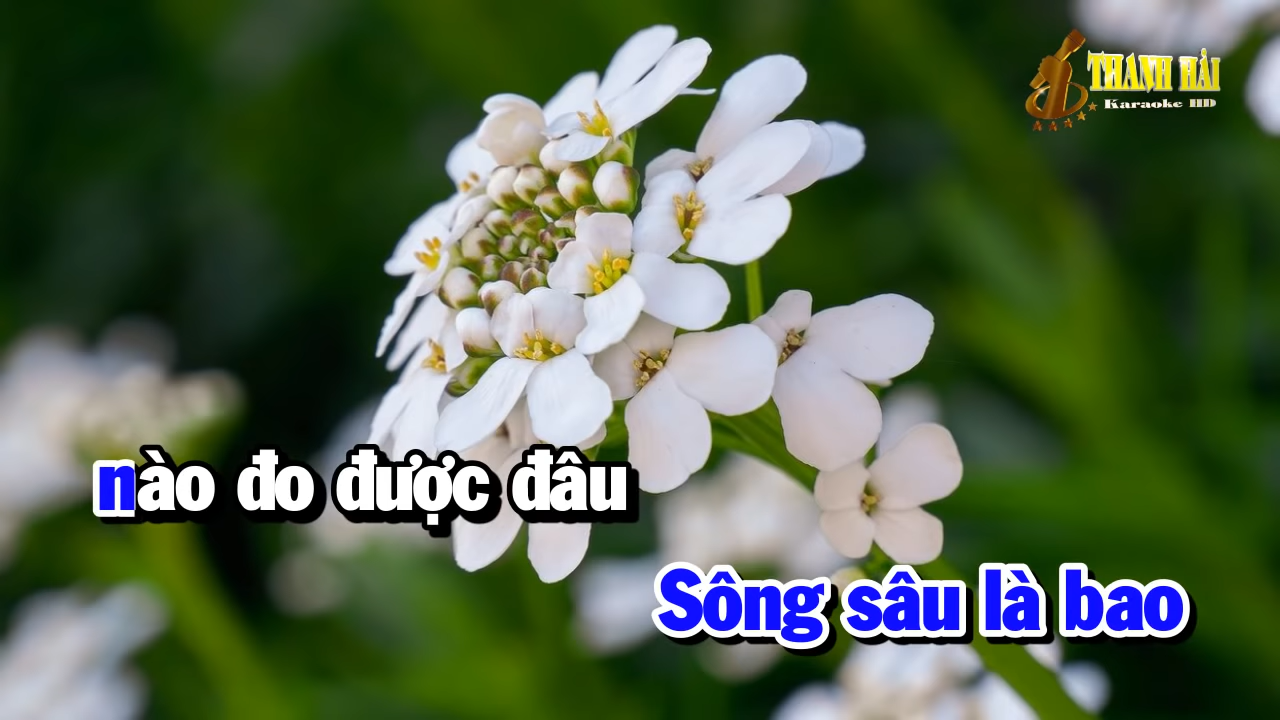 THANH HẢI
Karaoke HD
nào đo được đâu
Sông sâu là bao